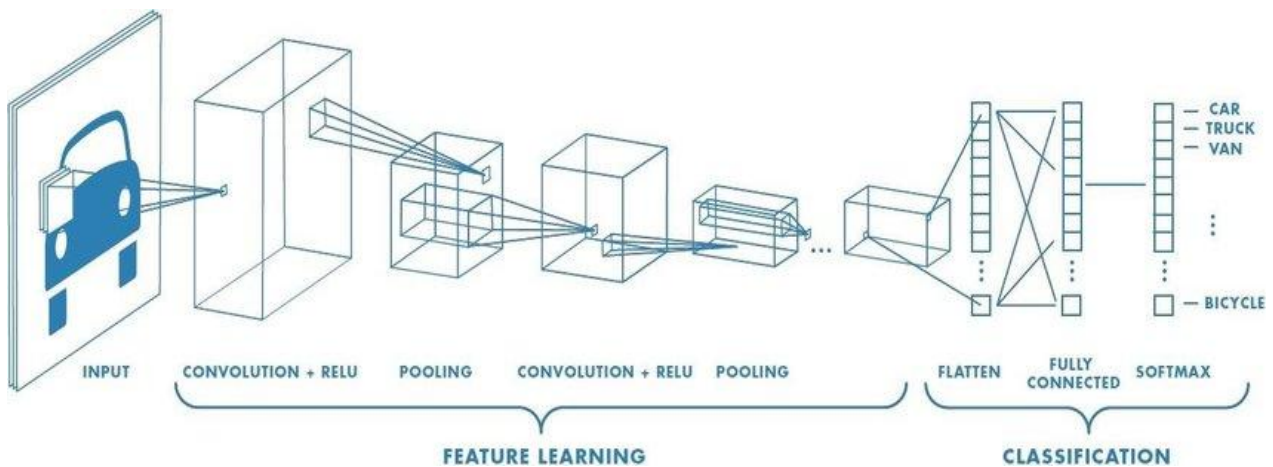 CAR
TRUCK
VAN
BICYCLE
INPUT
CONVOLUTION + RELU
POOLING
CONVOLUTION + RELU
POOLING
FLATTEN
FULLY
CONNECTED
SOFTMAX
FEATURE LEARNING
CLASSIFICATION